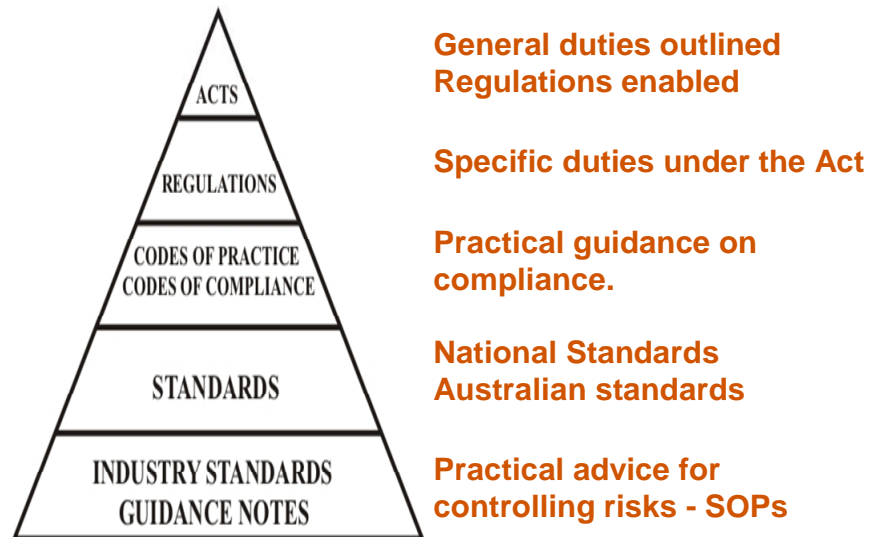 ACTS
General duties outlined
Regulations enabled
REGULATIONS
Specific duties under the Act
CODES OF PRACTICE
CODES OF COMPLIANCE
Practical guidance on
compliance.
STANDARDS
National Standards
Australian standards
INDUSTRY STANDARDS
GUIDANCE NOTES
Practical advice for
controlling risks - SOPs